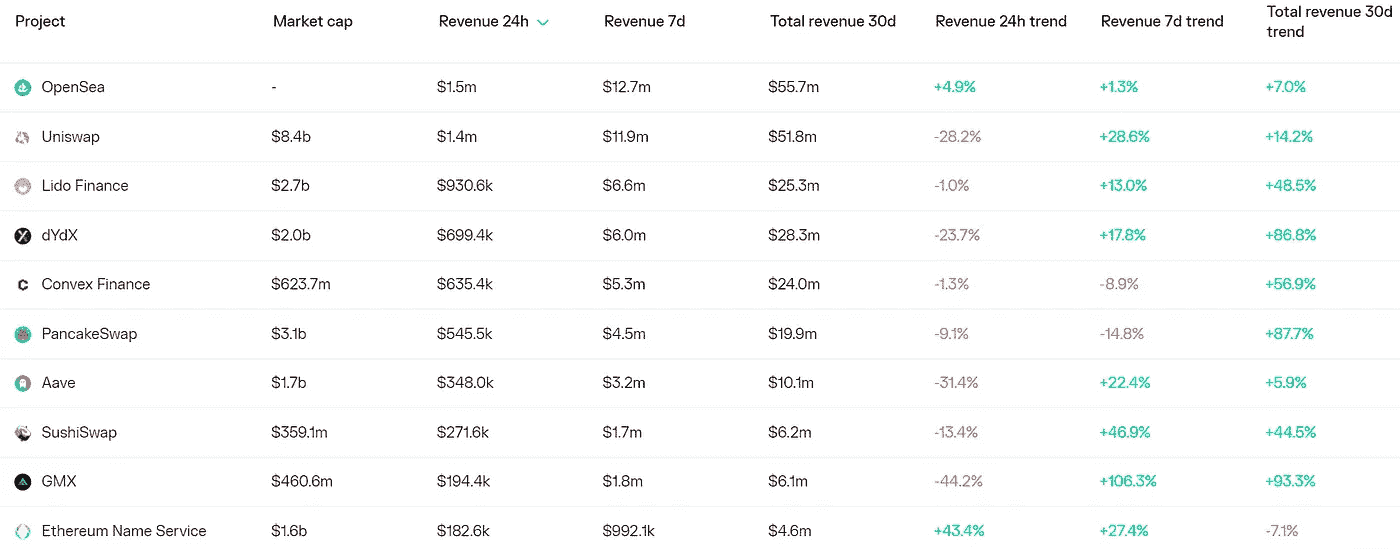 Project Market cap Revenue 24h Revenue 7d Total revenue 30d Revenue 24h trend Revenue 7d trend Total revenue 30d trend
OpenSea - $1.5m $12.7m $55.7m +4.9% +1.3% +7.0%
Uniswap $8.4b $1.4m $11.9m $51.8m -28.2% +28.6% +14.2%
Lido Finance $2.7b $930.6k $6.6m $25.3m -1.0% +13.0% +48.5%
dYdX $2.0b $699.4k $6.0m $28.3m -23.7% +17.8% +86.8%
Convex Finance $623.7m $635.4k $5.3m $24.0m -1.3% -8.9% +56.9%
PancakeSwap $3.1b $545.5k $4.5m $19.9m -9.1% -14.8% +87.7%
Aave $1.7b $348.0k $3.2m $10.1m -31.4% +22.4% +5.9%
SushiSwap $359.1m $271.6k $1.7m $6.2m -13.4% +46.9% +44.5%
GMX $460.6m $194.4k $1.8m $6.1m -44.2% +106.3% +93.3%
Ethereum Name Service $1.6b $182.6k $992.1k $4.6m +43.4% +27.4% -7.1%